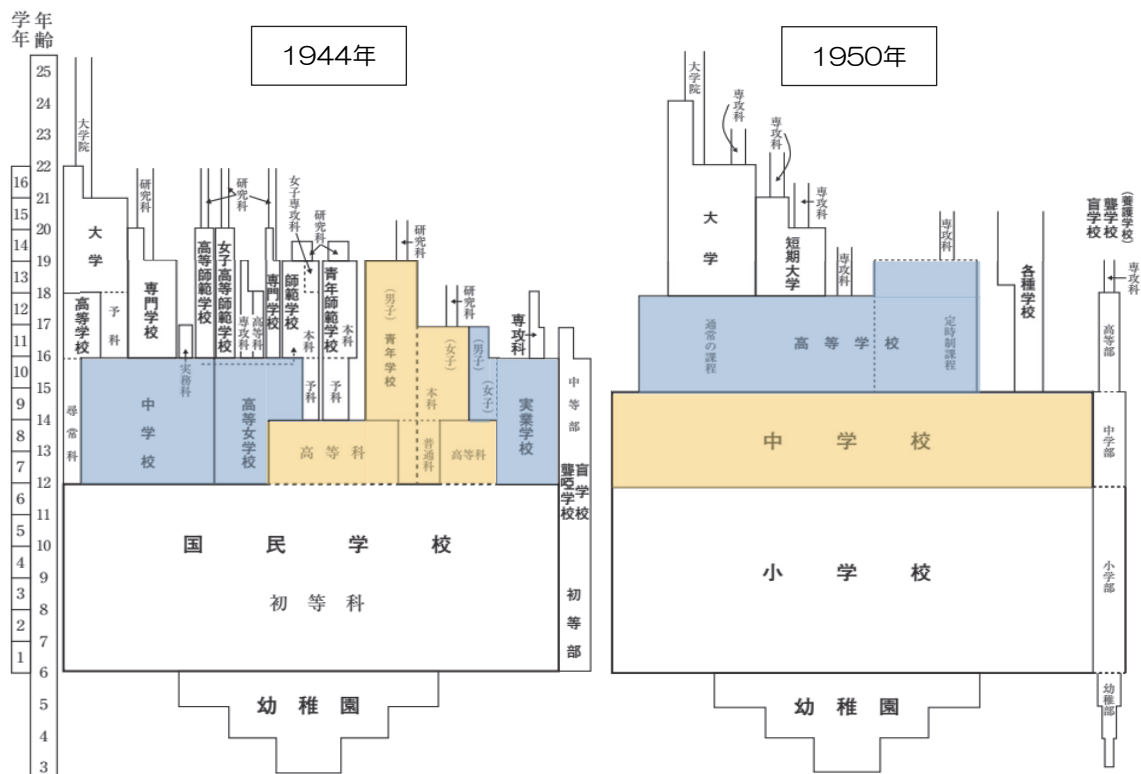 学年
年齢
1944年
1950年
25
24
23
22
21
20
19
18
17
16
15
14
13
12
11
10
9
8
7
6
5
4
3
16
15
14
13
12
11
10
9
8
7
6
5
4
3
2
1
大学院
大学
予科
高等学校
尋常科
研究科
専門学校
実務科
高等師範学校
女子高等師範学校
研究科
専攻科
高等科
専門学校
師範学校
女子専攻科
本科
予科
研究科
青年師範学校
本科
予科
研究科
(男子)
青年学校
(女子)
本科
普通科
研究科
(男子)
(女子)
専攻科
実業学校
中学校
高等女学校
高等科
高等科
中等部
盲学校
聾啞学校
初等部
国民学校
初等科
幼稚園
大学院
専攻科
専攻科
専攻科
専攻科
専攻科
大学
短期大学
通常の課程
高等学校
定時制課程
各種学校
(養護学校)
聾学校
盲学校
専攻科
高等部
中学部
小学部
幼稚部
中学校
小学校
幼稚園